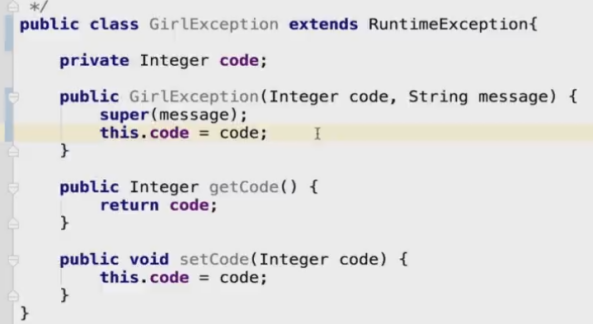 */
public class GirlException extends RuntimeException{
private Integer code;
public GirlException(Integer code, String message) {
super(message);
this.code = code;
}
public Integer getCode() {
return code;
}
public void setCode(Integer code) {
this.code = code;
}
}